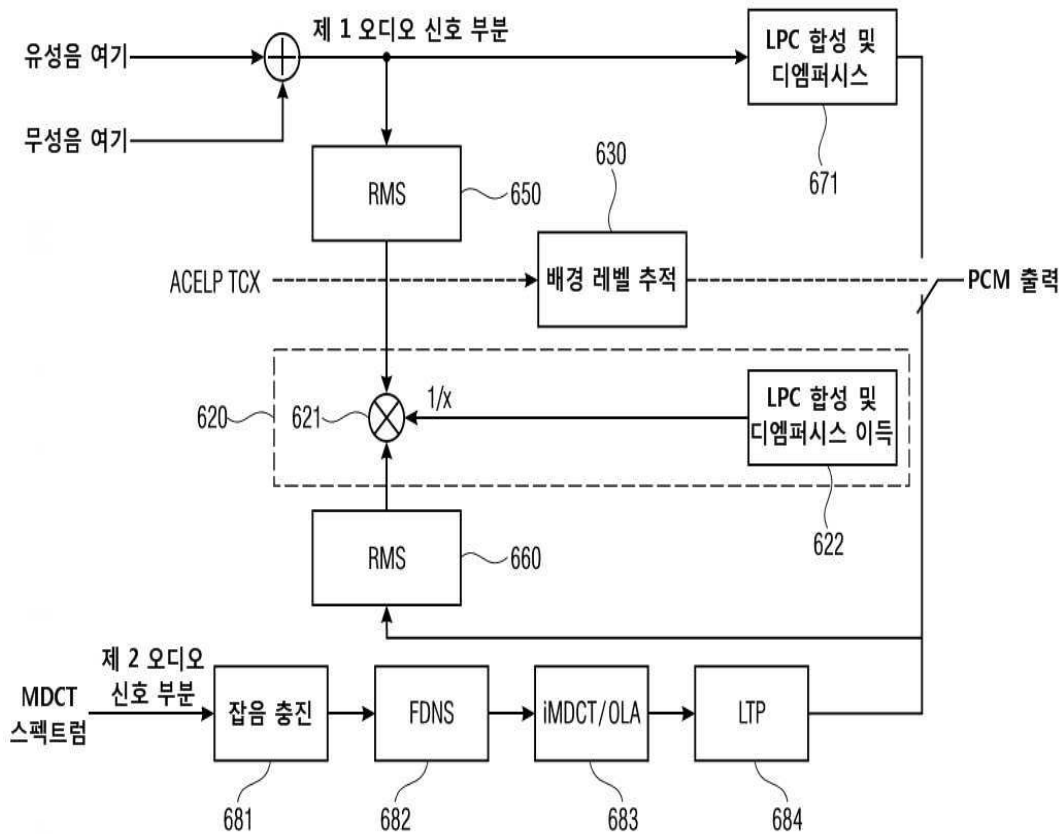 유성음 여기
제 1 오디오 신호 부분
LPC 합성 및
디엠퍼시스
무성음 여기
671
RMS
650
630
ACELP TCX
배경 레벨 추적
PCM 출력
620
621
1/x
LPC 합성 및
디엠퍼시스 이득
622
RMS
660
제 2 오디오
신호 부분
MDCT
스펙트럼
잡음 충진
FDNS
iMDCT/OLA
LTP
681
682
683
684